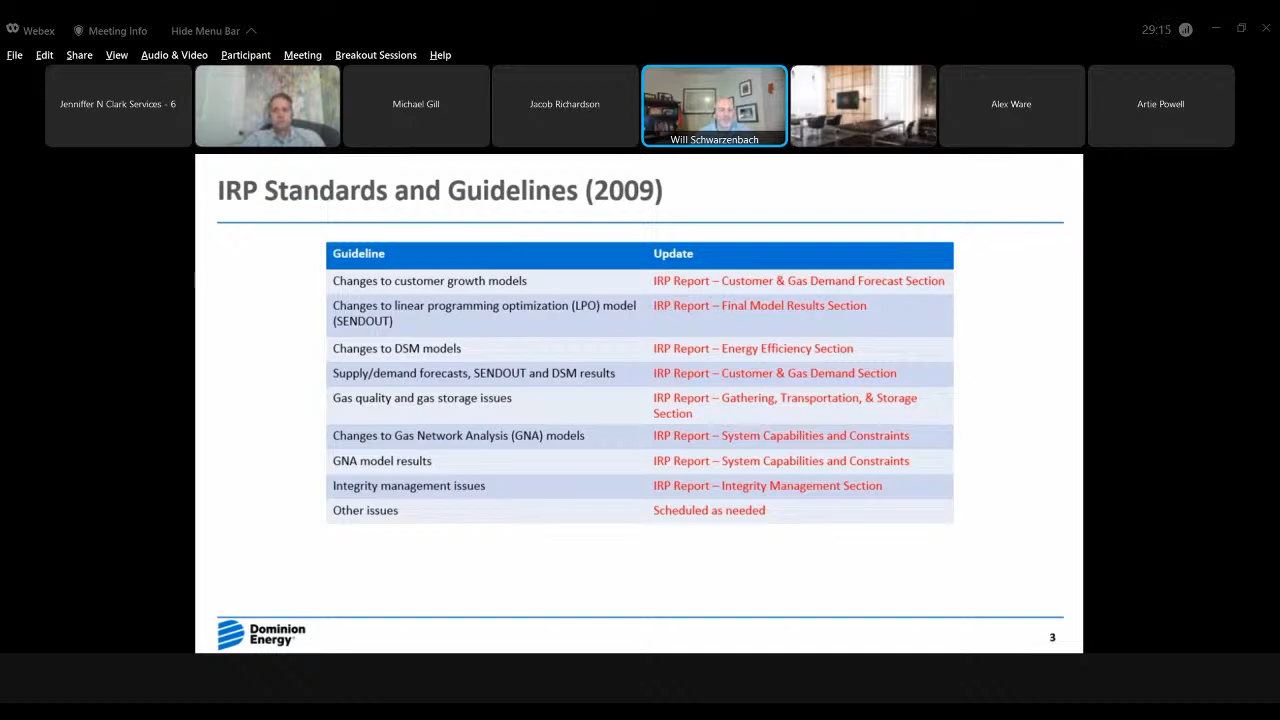 Webex
Meeting Info
Hide Menu Bar
29:15
File Edit Share View Audio & Video Participant Meeting Breakout Sessions Help
Jenniffer N Clark Services - 6
Michael Gill
Jacob Richardson
Will Schwarzenbach
Alex Ware
Artie Powell
IRP Standards and Guidelines (2009)
Guideline Update
Changes to customer growth models IRP Report – Customer & Gas Demand Forecast Section
Changes to linear programming optimization (LPO) model IRP Report – Final Model Results Section
(SENDOUT)
Changes to DSM models IRP Report – Energy Efficiency Section
Supply/demand forecasts, SENDOUT and DSM results IRP Report – Customer & Gas Demand Section
Gas quality and gas storage issues IRP Report – Gathering, Transportation, & Storage
Section
Changes to Gas Network Analysis (GNA) models IRP Report – System Capabilities and Constraints
GNA model results IRP Report – System Capabilities and Constraints
Integrity management issues IRP Report – Integrity Management Section
Other issues Scheduled as needed
Dominion
Energy
3